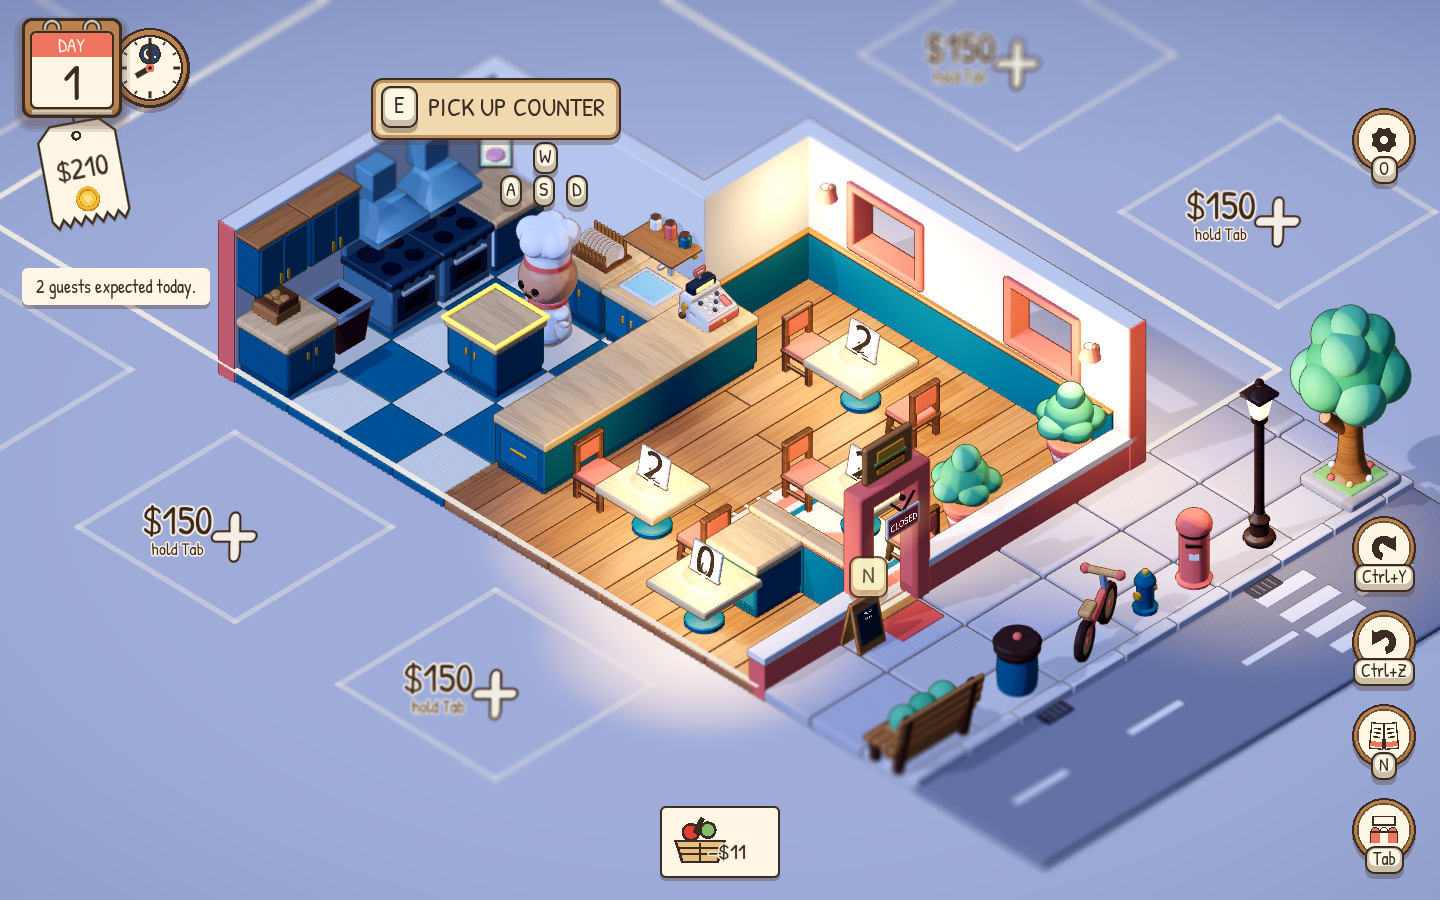 DAY
1
$210
2 guests expected today.
E PICK UP COUNTER
W
A S D
$150
hold Tab
$150
hold Tab
O
2
2
2
0
CLOSED
N
$150
hold Tab
$150
hold Tab
Ctrl+Y
Ctrl+Z
N
Tab
-$11